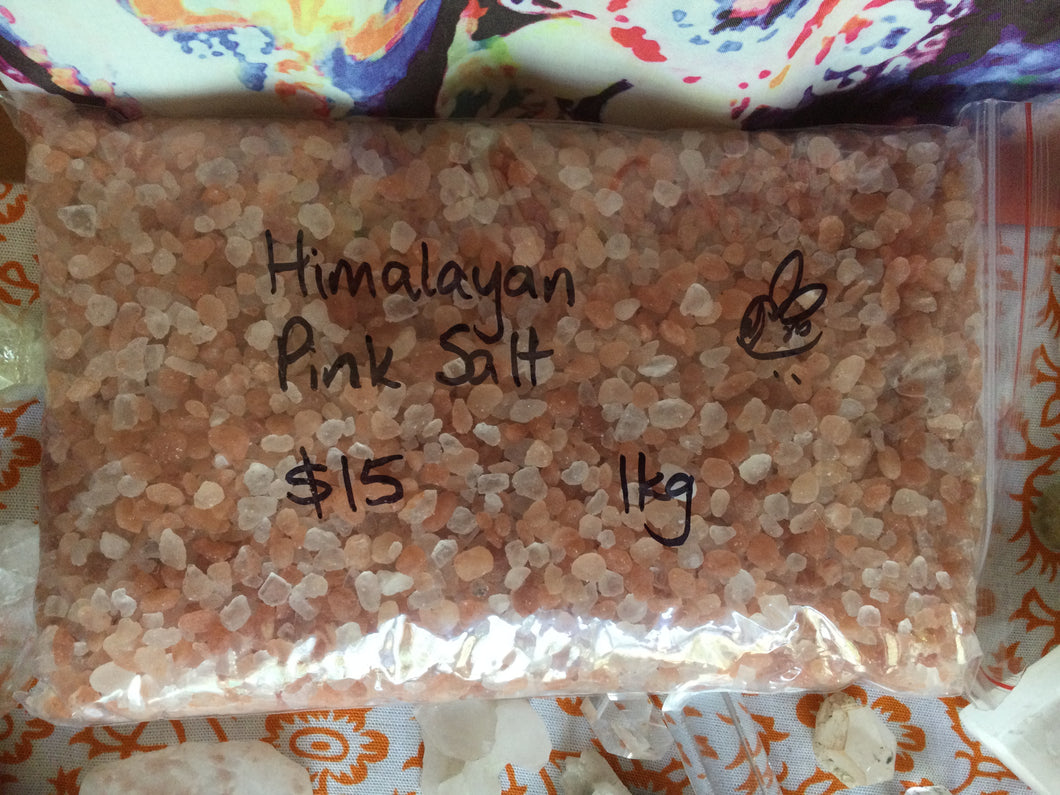 Himalayan
Pink Salt
$15 1kg